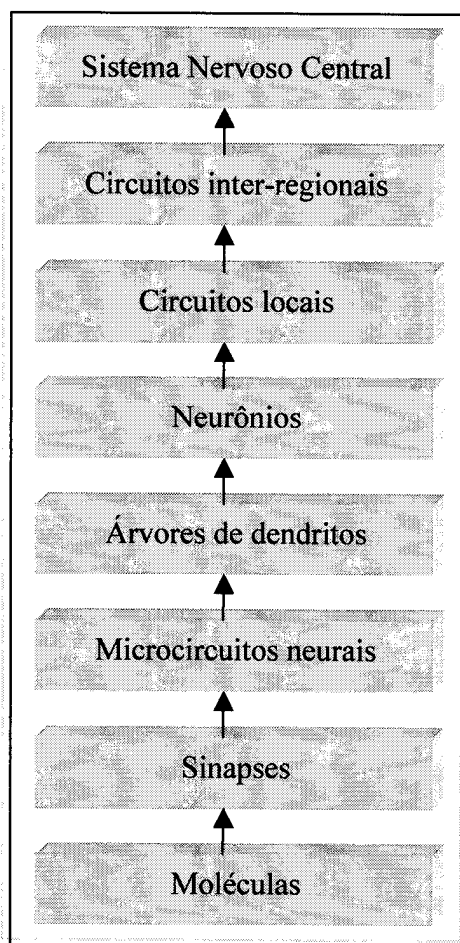 Sistema Nervoso Central
Circuitos inter-regionais
Circuitos locais
Neurônios
Árvores de dendritos
Microcircuitos neurais
Sinapses
Moléculas